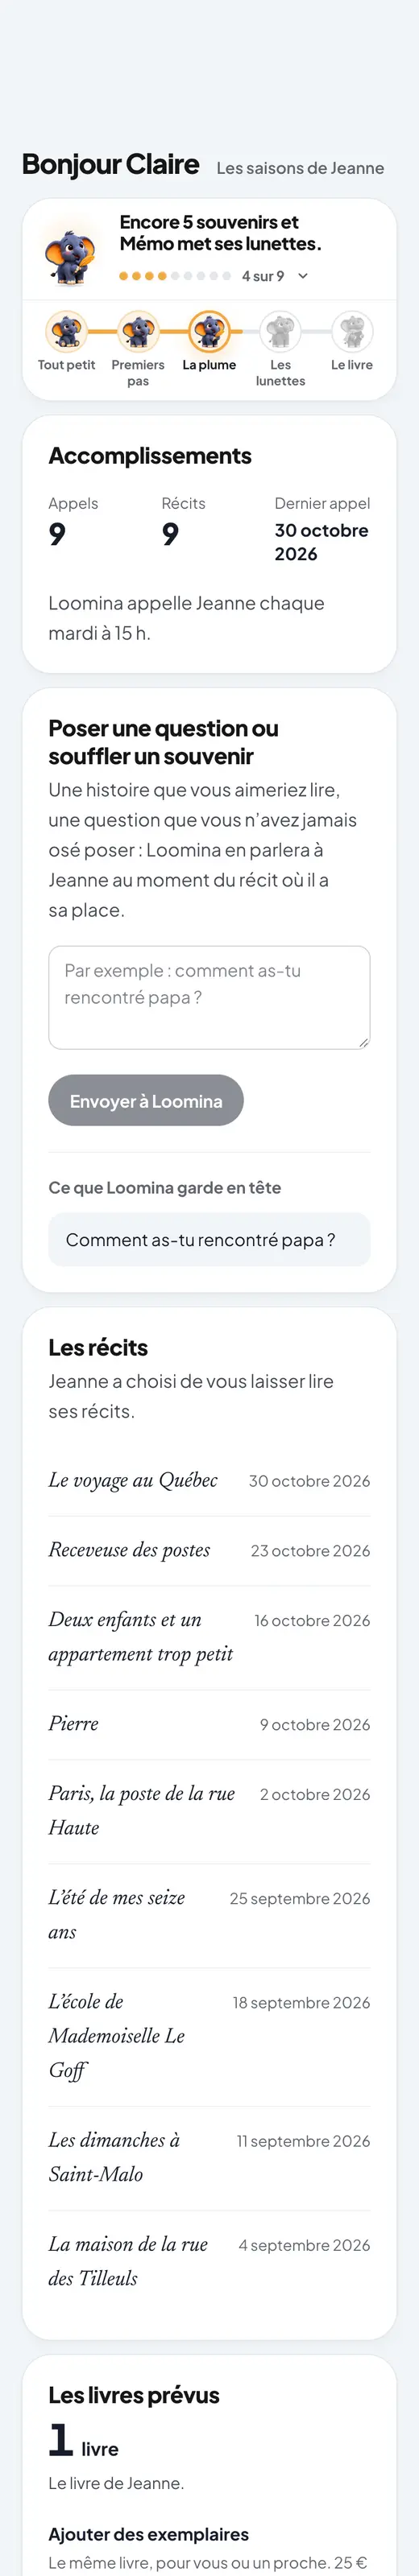 Bonjour Claire Les saisons de Jeanne
Encore 5 souvenirs et
Mémo met ses lunettes.
4 sur 9
Tout petit Premiers pas La plume Les lunettes Le livre
Accomplissements
Appels Récits Dernier appel
9 9 30 octobre
2026
Loomina appelle Jeanne chaque
mardi à 15 h.
Poser une question ou
souffler un souvenir
Une histoire que vous aimeriez lire,
une question que vous n’avez jamais
osé poser : Loomina en parlera à
Jeanne au moment du récit où il a
sa place.
Par exemple : comment as-tu
rencontré papa ?
Envoyer à Loomina
Ce que Loomina garde en tête
Comment as-tu rencontré papa ?
Les récits
Jeanne a choisi de vous laisser lire
ses récits.
Le voyage au Québec 30 octobre 2026
Receveuse des postes 23 octobre 2026
Deux enfants et un 16 octobre 2026
appartement trop petit
Pierre 9 octobre 2026
Paris, la poste de la rue 2 octobre 2026
Haute
L’été de mes seize 25 septembre 2026
ans
L’école de 18 septembre 2026
Mademoiselle Le
Goff
Les dimanches à 11 septembre 2026
Saint-Malo
La maison de la rue 4 septembre 2026
des Tilleuls
Les livres prévus
1 livre
Le livre de Jeanne.
Ajouter des exemplaires
Le même livre, pour vous ou un proche. 25 €